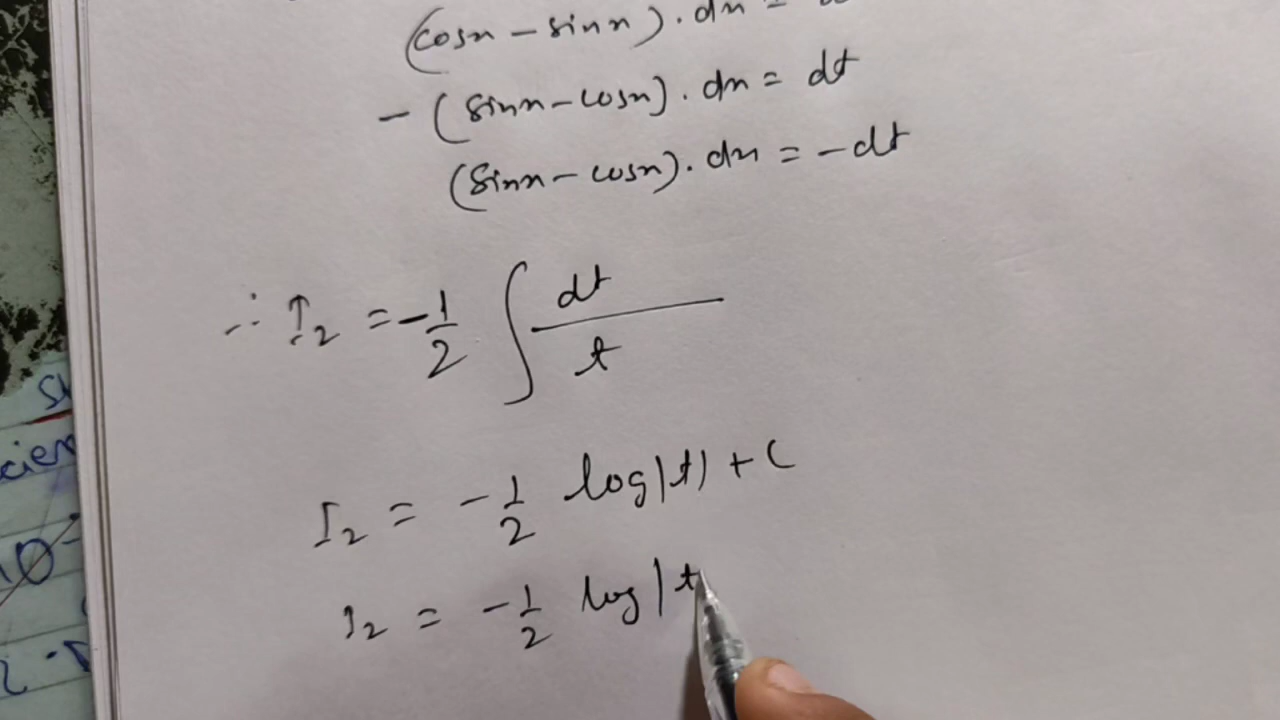 (cosx - sinx) . dx =
- (sinx - cosx) . dx = dt
(sinx - cosx) . dx = -dt
∴ I₂ = -1/2 ∫ dt/t
I₂ = -1/2 log|t| + C
I₂ = -1/2 log|t